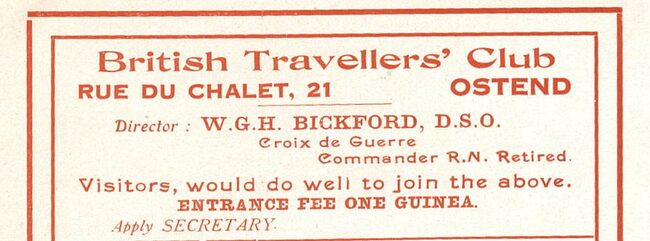 British Travellers' Club
RUE DU CHALET, 21 OSTEND
Director : W.G.H. BICKFORD, D.S.O.
Croix de Guerre
Commander R.N. Retired.
Visitors, would do well to join the above.
ENTRANCE FEE ONE GUINEA.
Apply SECRETARY.